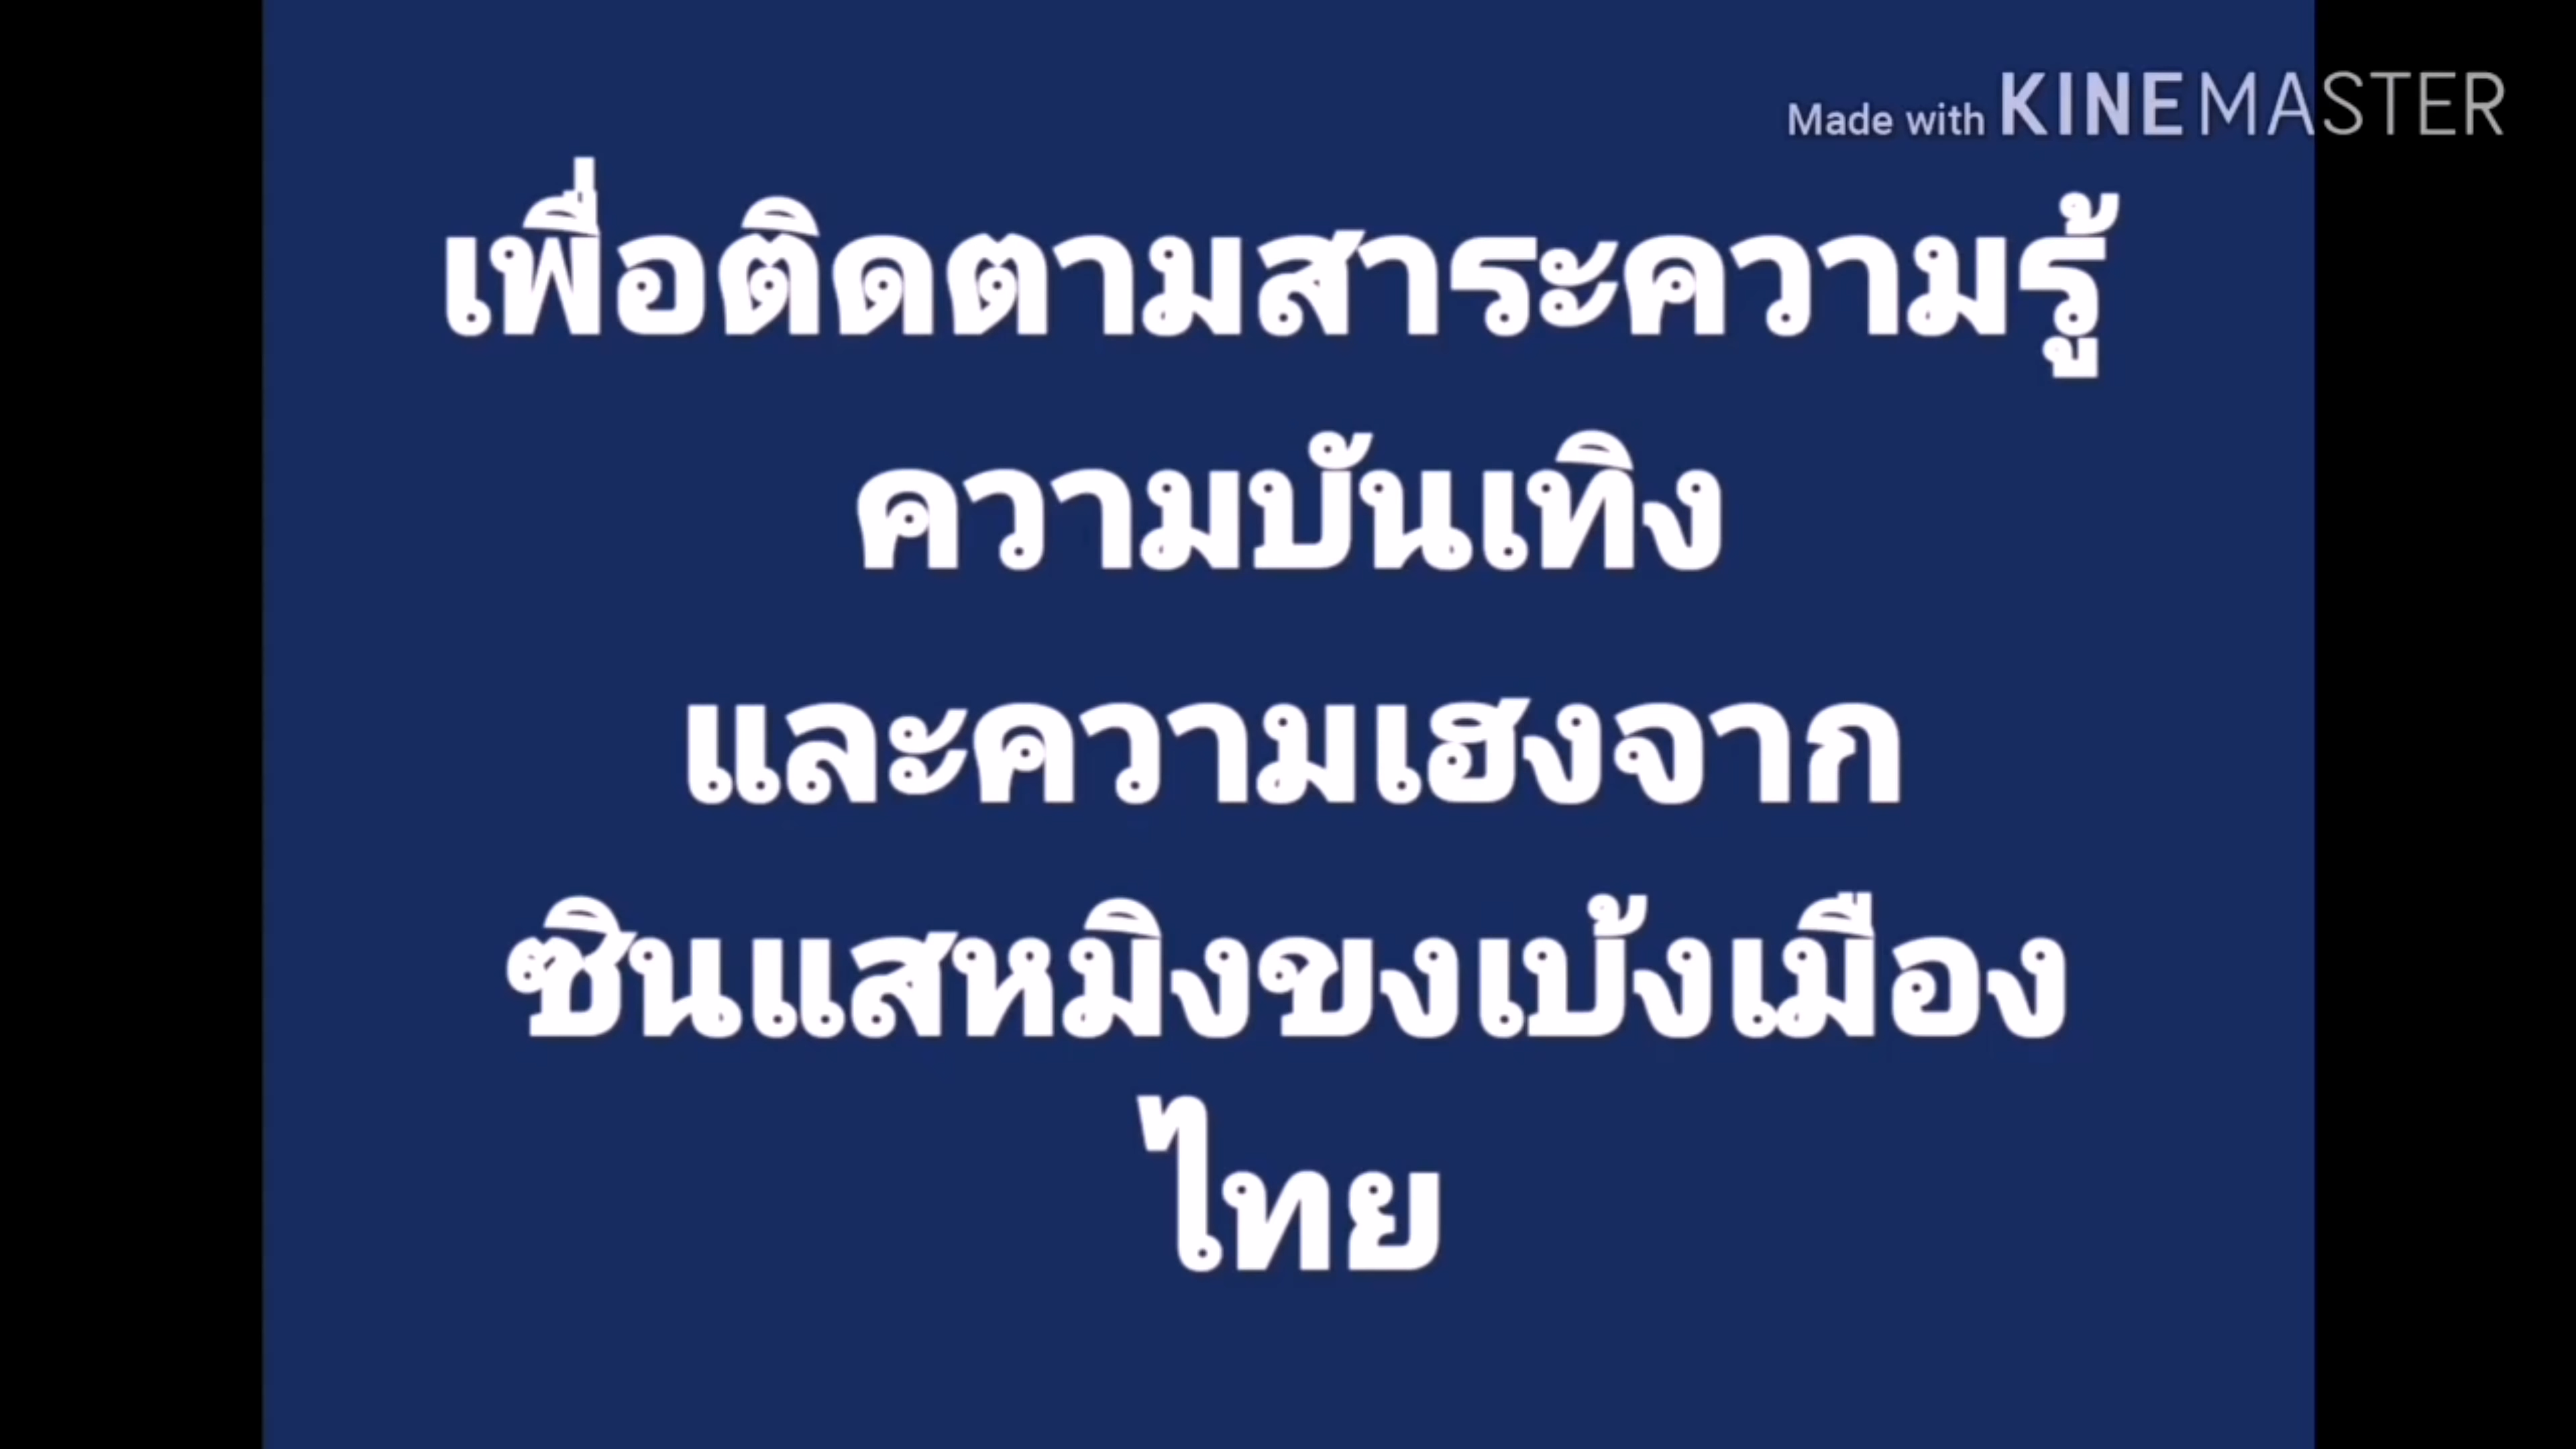 Made with KINEMASTER
เพื่อติดตามสาระความรู้
ความบันเทิง
และความเฮงจาก
ซินแสหมิงขงเบ้งเมือง
ไทย